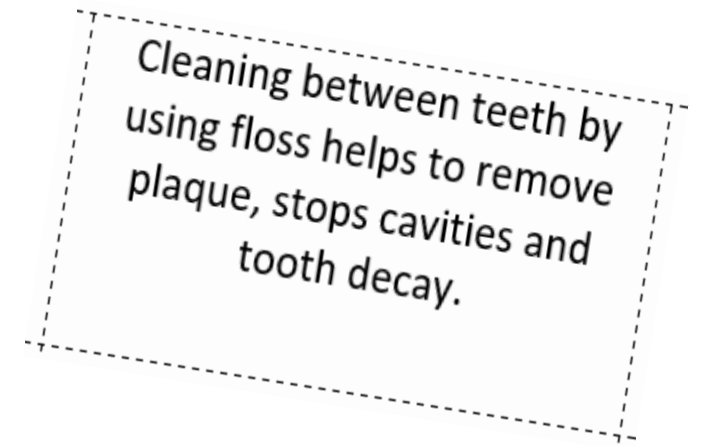 Cleaning between teeth by
using floss helps to remove
plaque, stops cavities and
tooth decay.